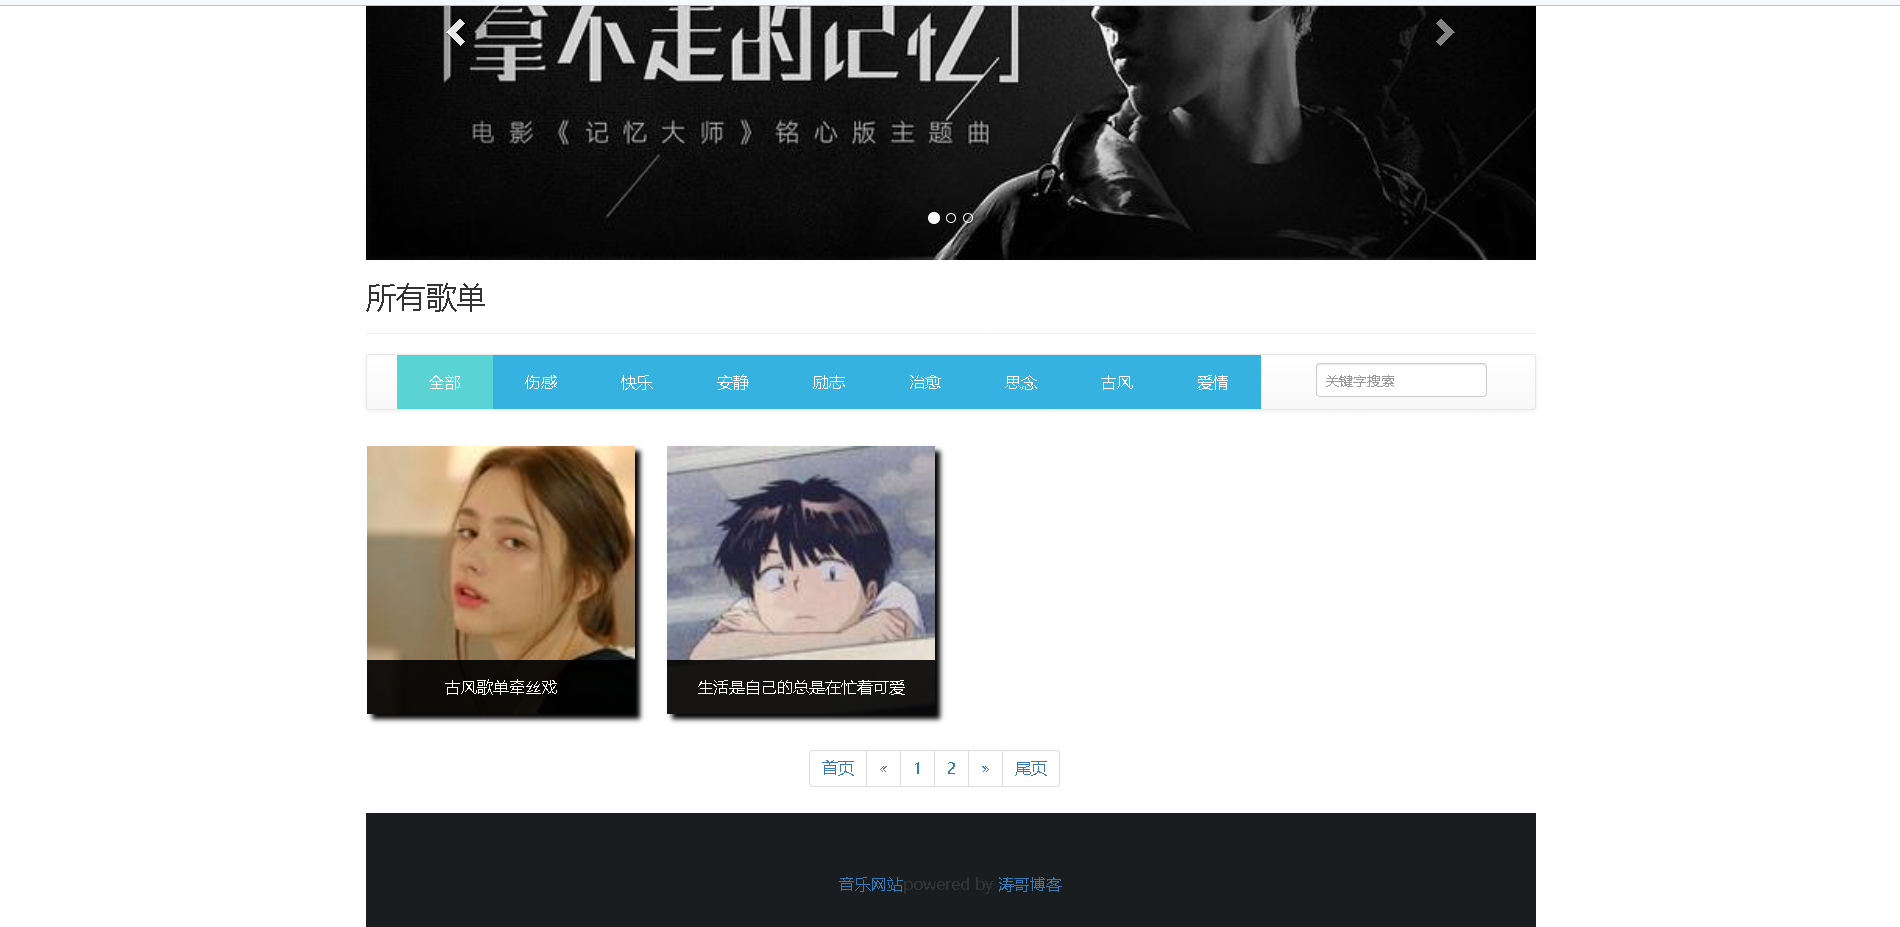 拿不走的记忆
电影《记忆大师》铭心版主题曲
所有歌单
全部 伤感 快乐 安静 励志 治愈 思念 古风 爱情 关键字搜索
古风歌单牵丝戏 生活是自己的总是在忙着可爱
首页 « 1 2 » 尾页
音乐网站powered by 涛哥博客